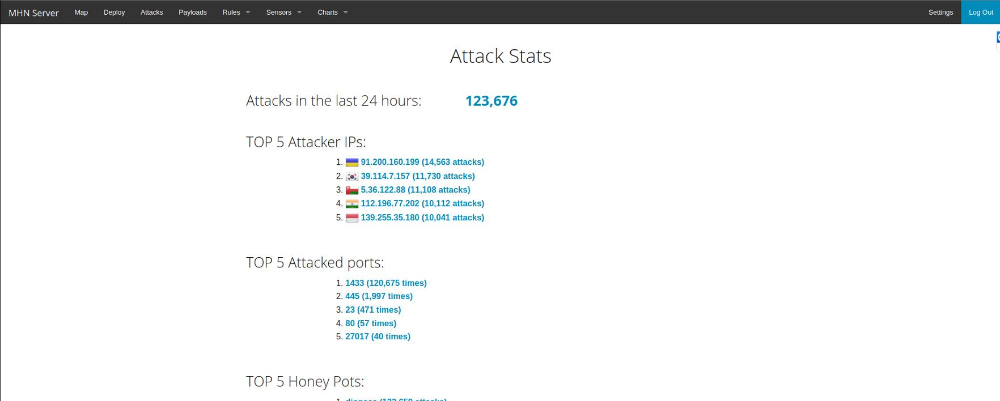 MHN Server Map Deploy Attacks Payloads Rules Sensors Charts Settings Log Out
Attack Stats
Attacks in the last 24 hours: 123,676
TOP 5 Attacker IPs:
1. 91.200.160.199 (14,563 attacks)
2. 39.114.7.157 (11,730 attacks)
3. 5.36.122.88 (11,108 attacks)
4. 112.196.77.202 (10,112 attacks)
5. 139.255.35.180 (10,041 attacks)
TOP 5 Attacked ports:
1. 1433 (120,675 times)
2. 445 (1,997 times)
3. 23 (471 times)
4. 80 (57 times)
5. 27017 (40 times)
TOP 5 Honey Pots:
1.